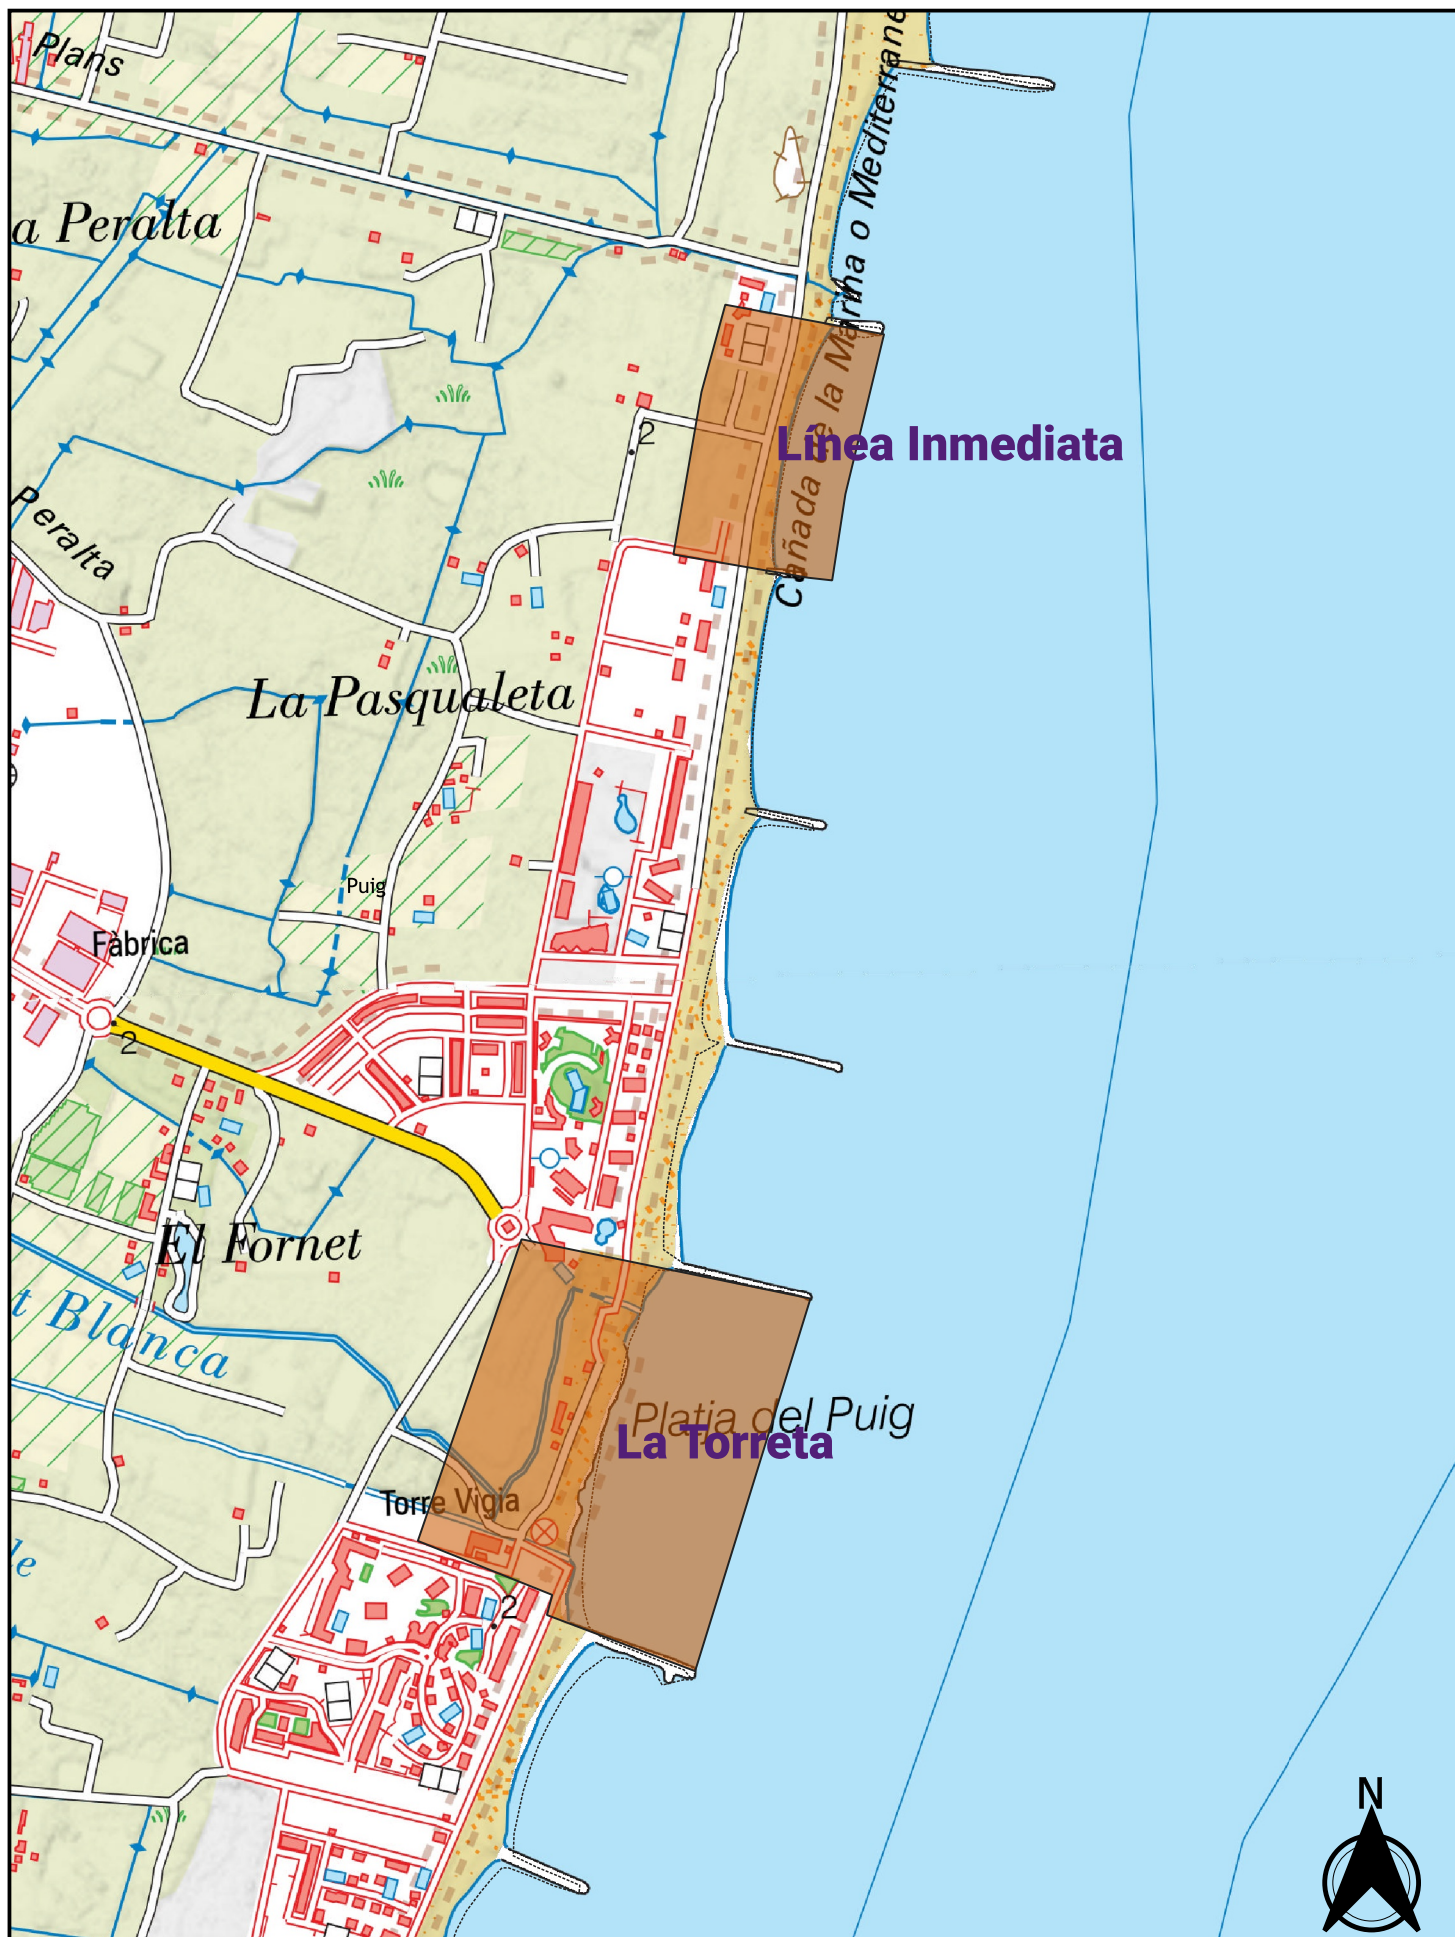 Plans
Cañada de la Marina o Mediterrane
a Peralta
2
Línea Inmediata
Peralta
La Pasqualeta
Puig
Fàbrica
2
El Fornet
t Blanca
Platja del Puig
La Torreta
Torre Vigia
le
2
N